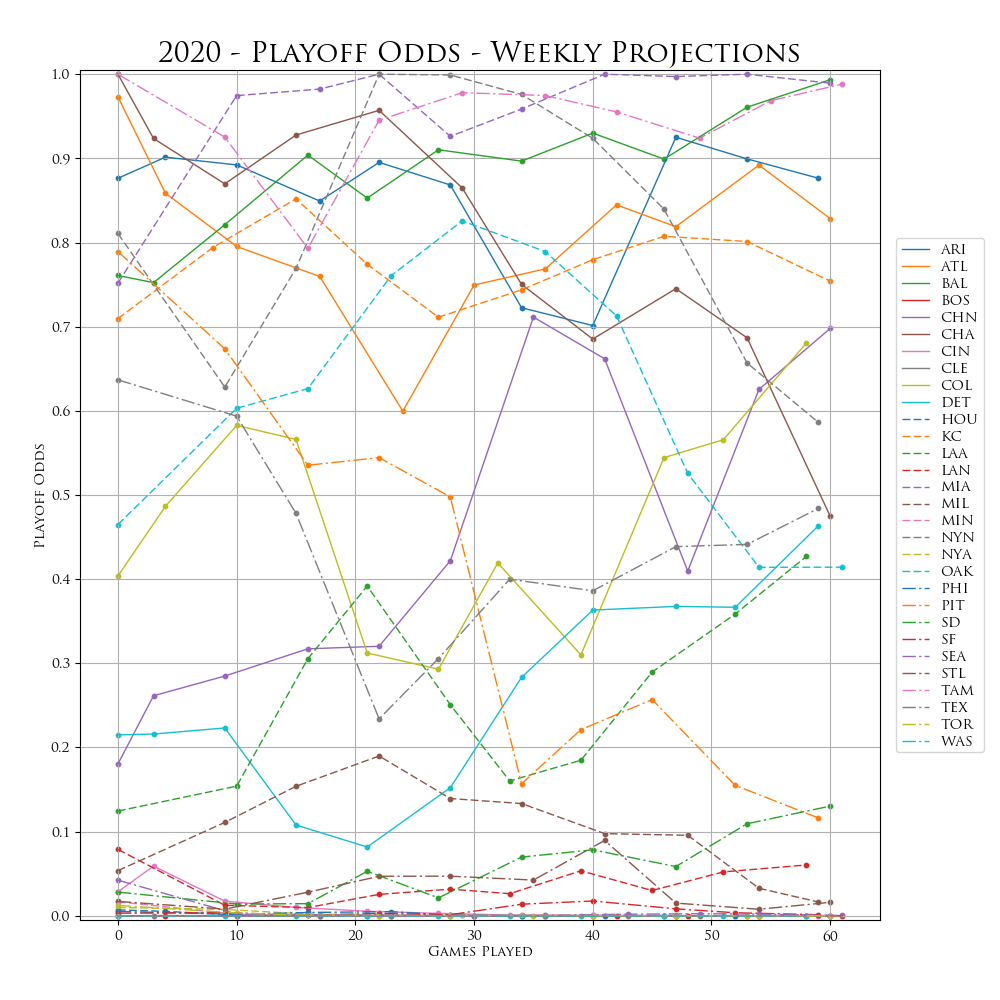 2020 - Playoff Odds - Weekly Projections
1.0
0.9
0.8
0.7
0.6
0.5
0.4
0.3
0.2
0.1
0.0
Playoff Odds
0 10 20 30 40 50 60
Games Played
ARI
ATL
BAL
BOS
CHN
CHA
CIN
CLE
COL
DET
HOU
KC
LAA
LAN
MIA
MIL
MIN
NYN
NYA
OAK
PHI
PIT
SD
SF
SEA
STL
TAM
TEX
TOR
WAS